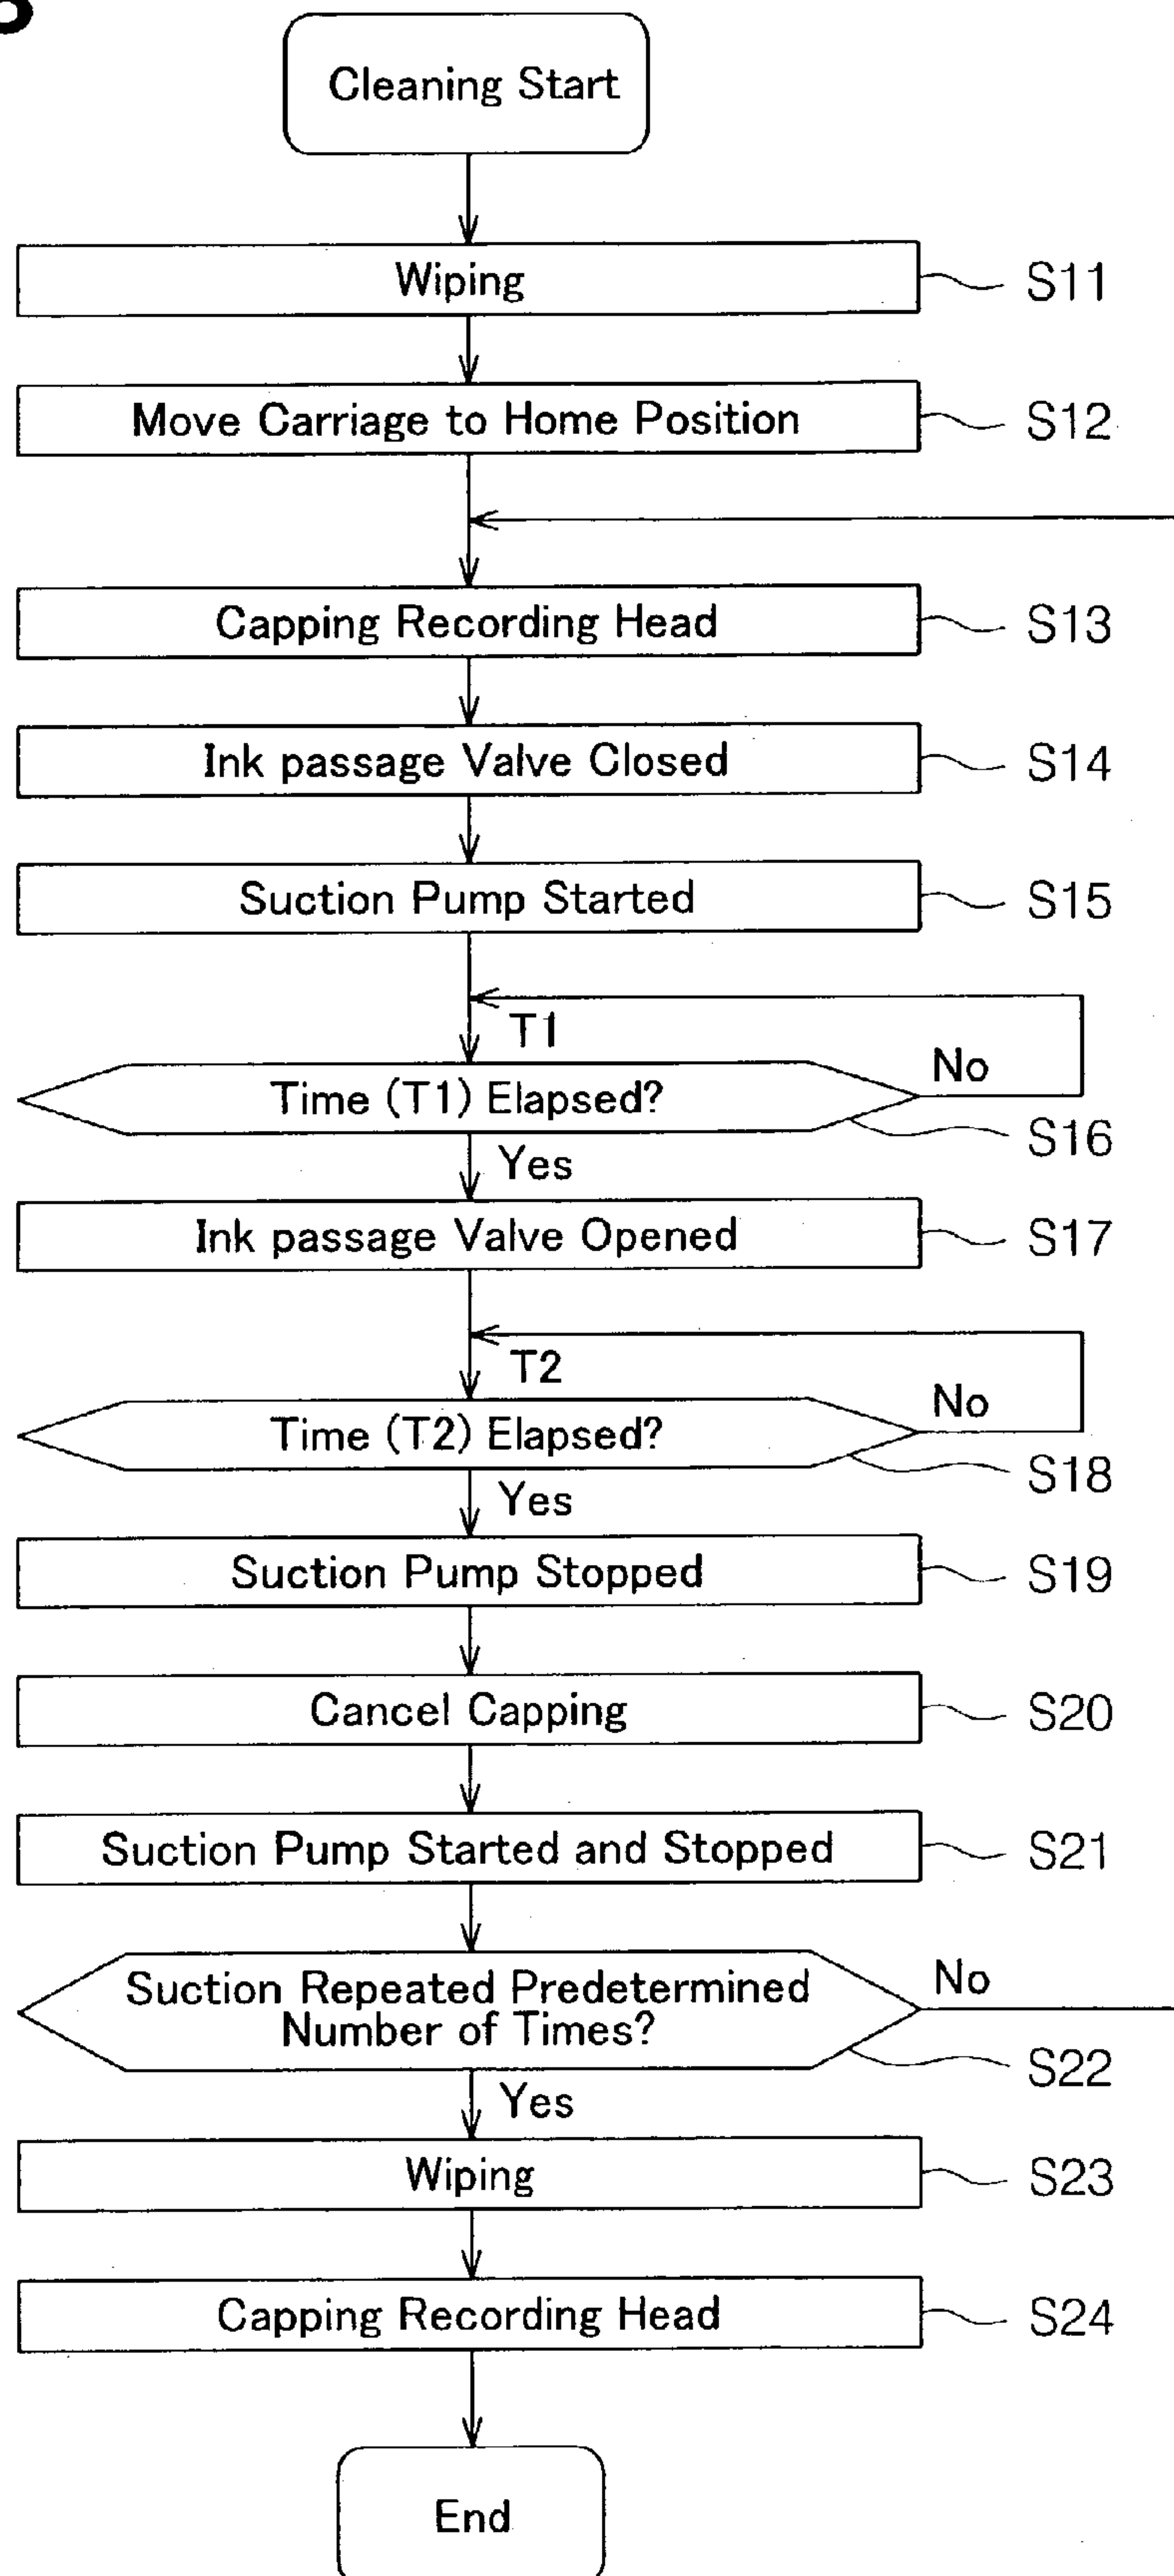 Cleaning Start
Wiping
S11
Move Carriage to Home Position
S12
Capping Recording Head
S13
Ink passage Valve Closed
S14
Suction Pump Started
S15
T1
No
Time (T1) Elapsed?
S16
Yes
Ink passage Valve Opened
S17
T2
No
Time (T2) Elapsed?
S18
Yes
Suction Pump Stopped
S19
Cancel Capping
S20
Suction Pump Started and Stopped
S21
No
Suction Repeated Predetermined
Number of Times?
S22
Yes
Wiping
S23
Capping Recording Head
S24
End